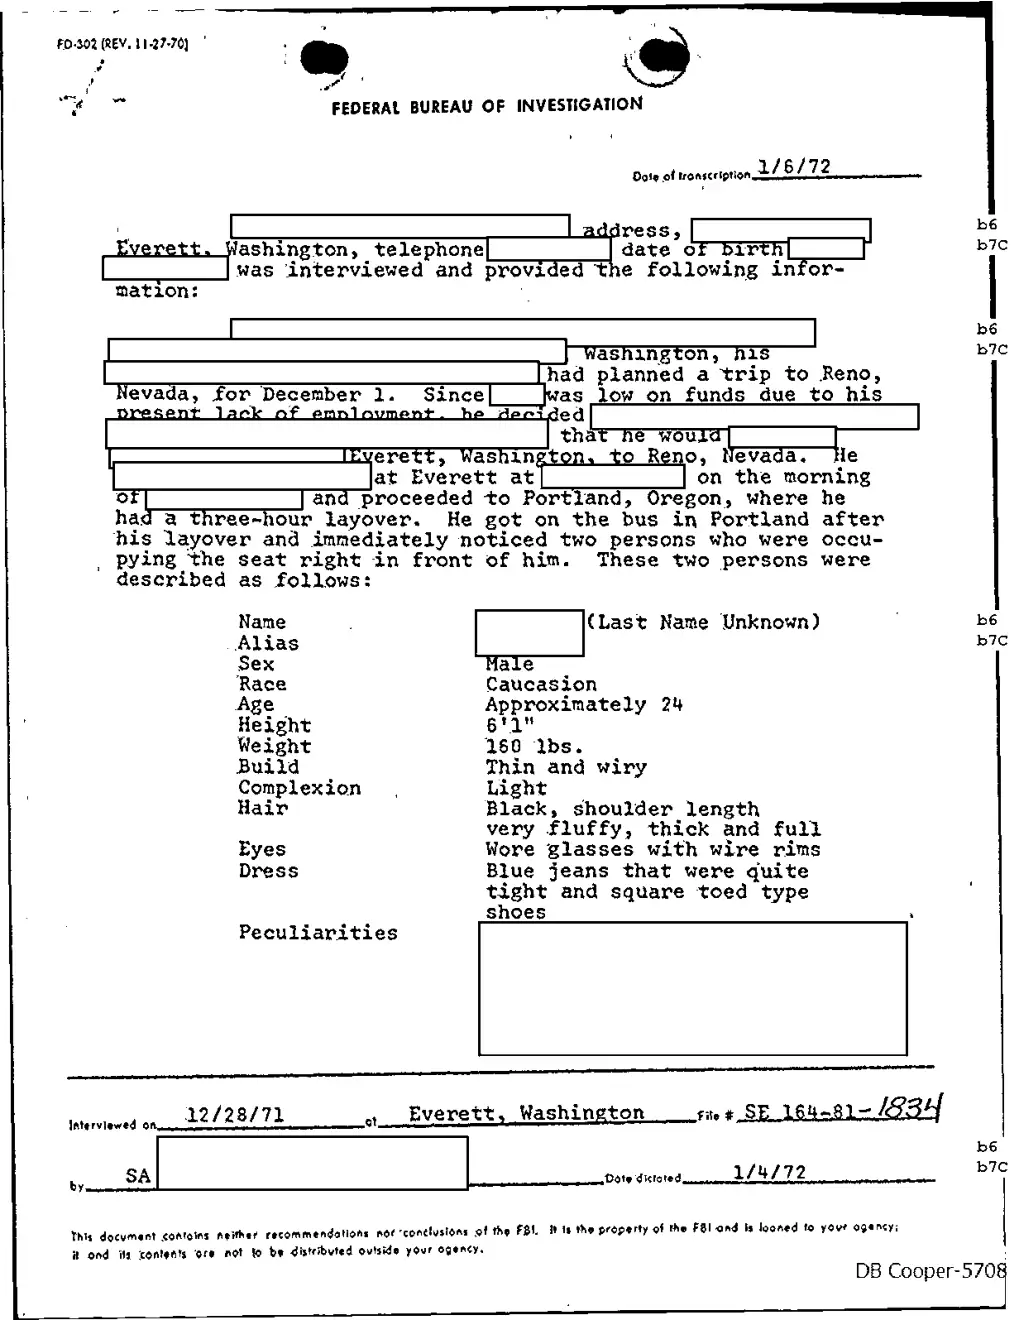 FD-302 (REV. 11-27-70)
FEDERAL BUREAU OF INVESTIGATION
Date of transcription 1/6/72
address,
b6
Everett, Washington, telephone date of birth
b7C
was interviewed and provided the following infor-
mation:
b6
Washington, his
b7C
had planned a trip to Reno,
Nevada, for December 1. Since was low on funds due to his
present lack of employment, he decided
that he would
Everett, Washington, to Reno, Nevada. He
at Everett at on the morning
of and proceeded to Portland, Oregon, where he
had a three-hour layover. He got on the bus in Portland after
his layover and immediately noticed two persons who were occu-
pying the seat right in front of him. These two persons were
described as follows:
Name (Last Name Unknown)
b6
Alias
b7C
Sex Male
Race Caucasion
Age Approximately 24
Height 6'1"
Weight 160 lbs.
Build Thin and wiry
Complexion Light
Hair Black, shoulder length
very fluffy, thick and full
Eyes Wore glasses with wire rims
Dress Blue jeans that were quite
tight and square toed type
shoes
Peculiarities
Interviewed on 12/28/71 at Everett, Washington File # SE 164-81-1834
b6
b7C
by SA Date dictated 1/4/72
This document contains neither recommendations nor conclusions of the FBI. It is the property of the FBI and is loaned to your agency;
it and its contents are not to be distributed outside your agency.
DB Cooper-5708